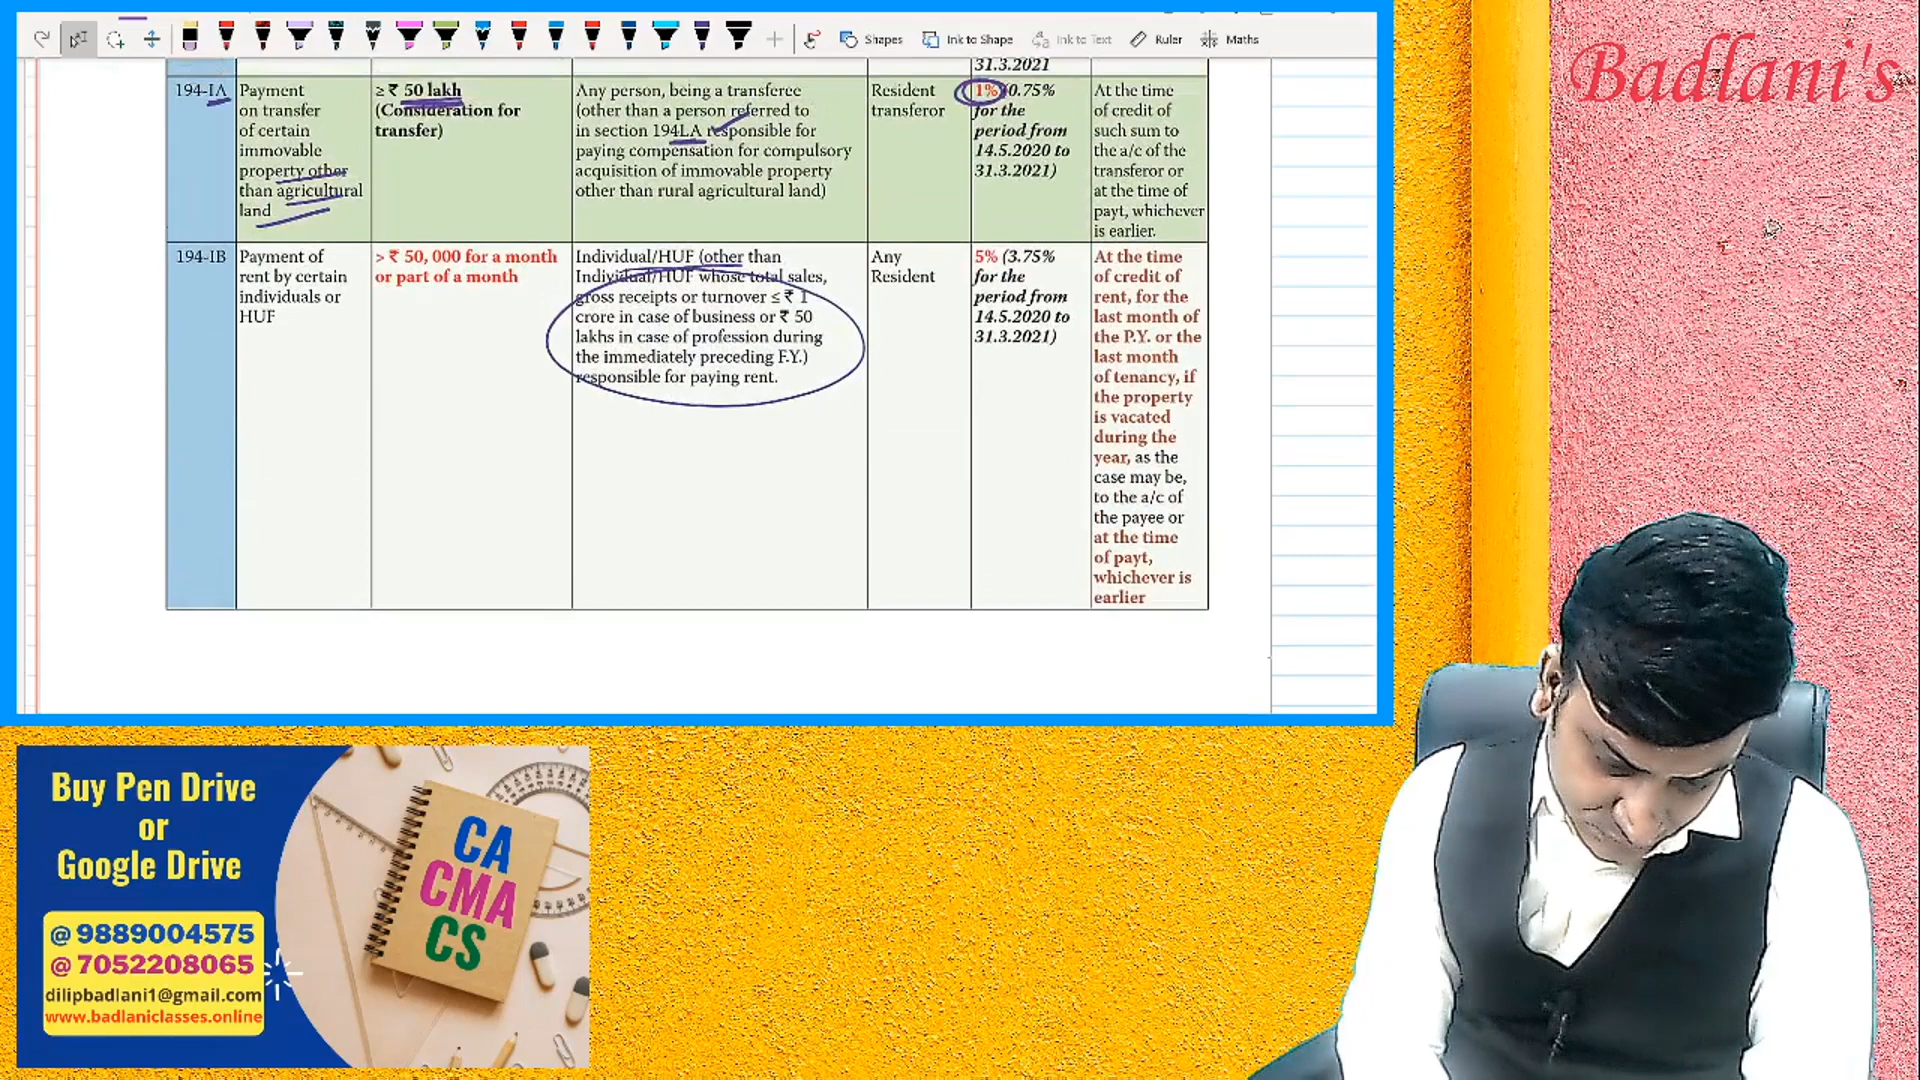 Shapes
Ink to Shape
Ink to Text
Ruler
Maths
Badlani's
31.3.2021
194-IA
Payment
on transfer
of certain
immovable
property other
than agricultural
land
≥ ₹ 50 lakh
(Consideration for
transfer)
Any person, being a transferee
(other than a person referred to
in section 194LA responsible for
paying compensation for compulsory
acquisition of immovable property
other than rural agricultural land)
Resident
transferor
1% (0.75%
for the
period from
14.5.2020 to
31.3.2021)
At the time
of credit of
such sum to
the a/c of the
transferor or
at the time of
payt, whichever
is earlier.
194-IB
Payment of
rent by certain
individuals or
HUF
> ₹ 50, 000 for a month
or part of a month
Individual/HUF (other than
Individual/HUF whose total sales,
gross receipts or turnover ≤ ₹ 1
crore in case of business or ₹ 50
lakhs in case of profession during
the immediately preceding F.Y.)
responsible for paying rent.
Any
Resident
5% (3.75%
for the
period from
14.5.2020 to
31.3.2021)
At the time
of credit of
rent, for the
last month of
the P.Y. or the
last month
of tenancy, if
the property
is vacated
during the
year, as the
case may be,
to the a/c of
the payee or
at the time
of payt,
whichever is
earlier
Buy Pen Drive
or
Google Drive
@ 9889004575
@ 7052208065
dilipbadlani1@gmail.com
www.badlaniclasses.online
CA
CMA
CS